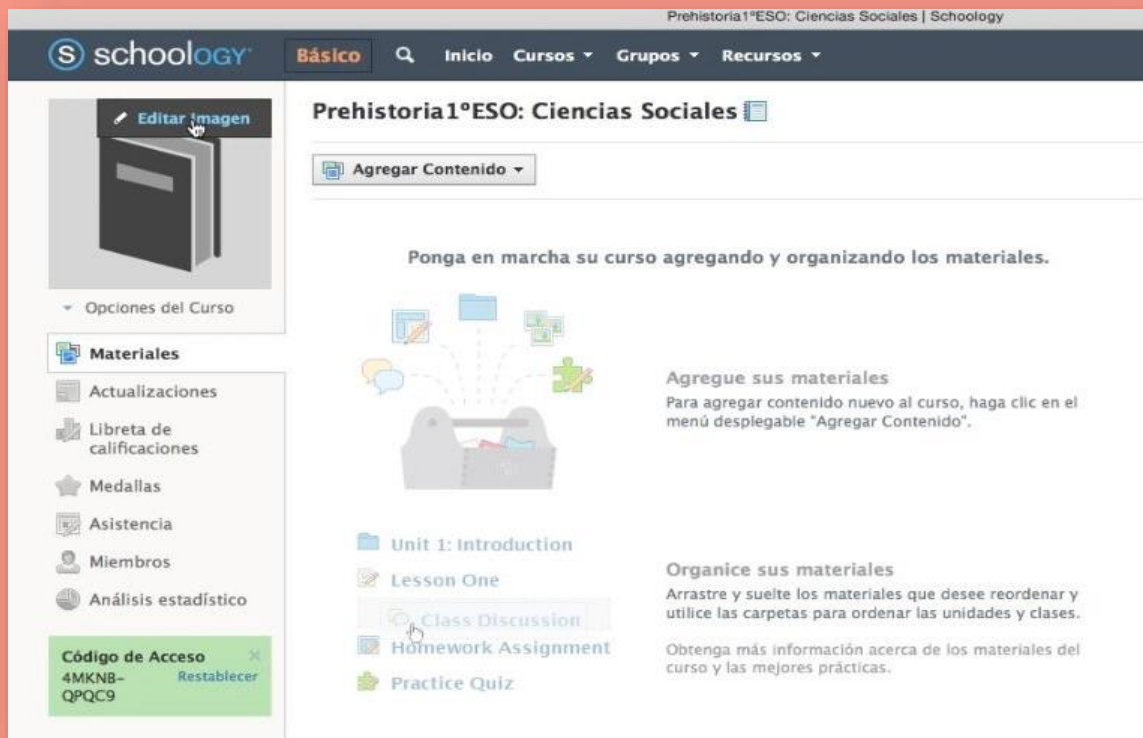 Prehistoria1ºESO: Ciencias Sociales | Schoology
S schoology
Básico
Inicio
Cursos
Grupos
Recursos
Editar Imagen
Opciones del Curso
Materiales
Actualizaciones
Libreta de
calificaciones
Medallas
Asistencia
Miembros
Análisis estadístico
Código de Acceso
4MKNB-
QPQC9
Restablecer
Prehistoria1ºESO: Ciencias Sociales
Agregar Contenido
Ponga en marcha su curso agregando y organizando los materiales.
Agregue sus materiales
Para agregar contenido nuevo al curso, haga clic en el
menú desplegable "Agregar Contenido".
Unit 1: Introduction
Lesson One
Class Discussion
Homework Assignment
Practice Quiz
Organice sus materiales
Arrastre y suelte los materiales que desee reordenar y
utilice las carpetas para ordenar las unidades y clases.
Obtenga más información acerca de los materiales del
curso y las mejores prácticas.